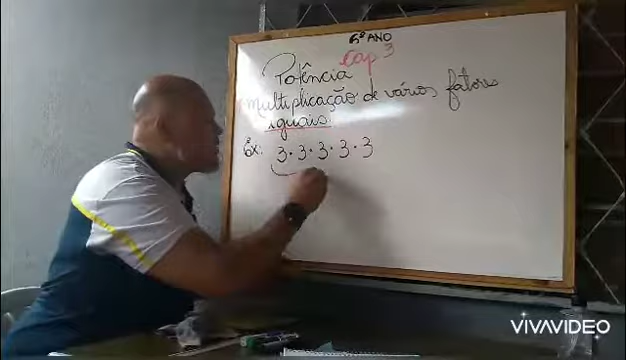 6º ANO
Cap 3
Potência
multiplicação de vários fatores
iguais
Ex: 3 · 3 · 3 · 3 · 3
VIVAVIDEO